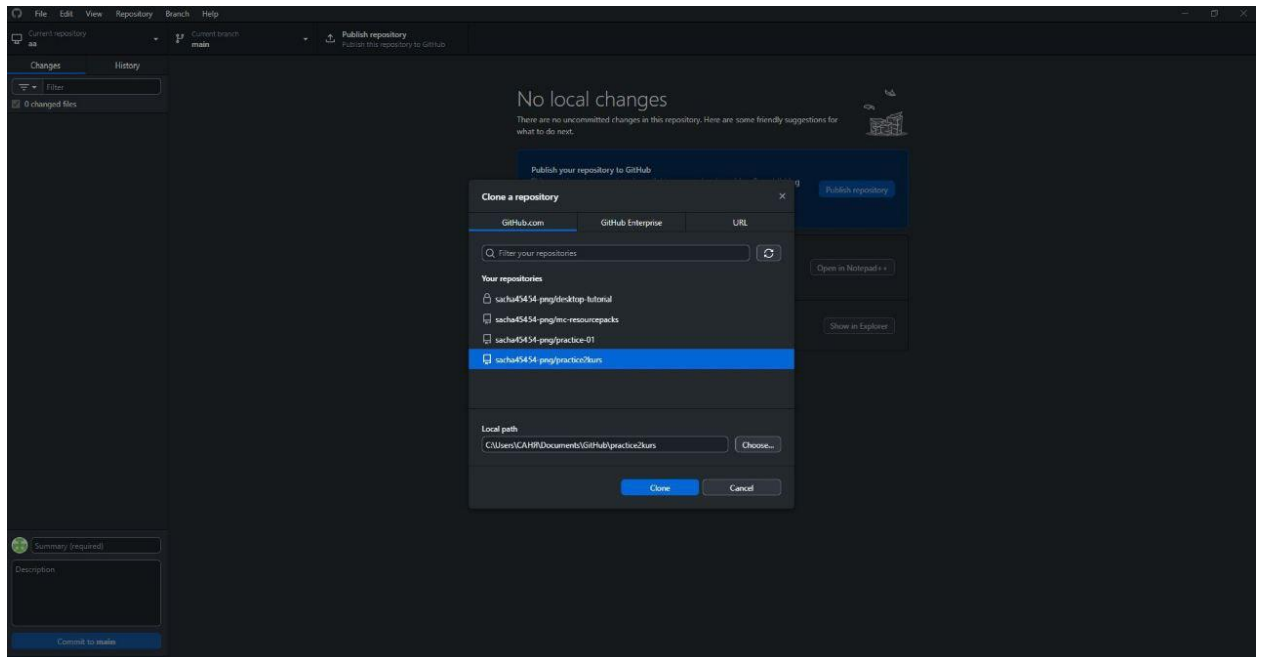 File Edit View Repository Branch Help
Current repository
aa
Current branch
main
Publish repository
Publish this repository to GitHub
Changes History
Filter
0 changed files
No local changes
There are no uncommitted changes in this repository. Here are some friendly suggestions for
what to do next.
Publish your repository to GitHub
Publish repository
Open in Notepad++
Show in Explorer
Clone a repository
GitHub.com GitHub Enterprise URL
Filter your repositories
Your repositories
sacha45454-png/desktop-tutorial
sacha45454-png/mc-resourcepacks
sacha45454-png/practice-01
sacha45454-png/practice2kurs
Local path
C:\Users\САНЯ\Documents\GitHub\practice2kurs
Choose...
Clone Cancel
Summary (required)
Description
Commit to main